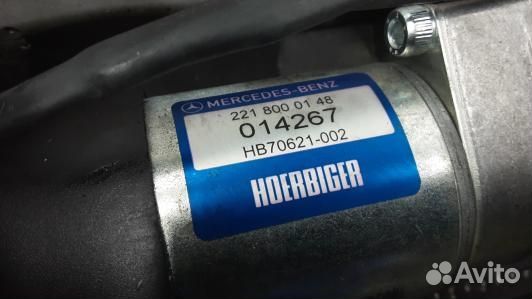 MERCEDES-BENZ
221 800 01 48
014267
HB70621-002
HOERBIGER
Avito